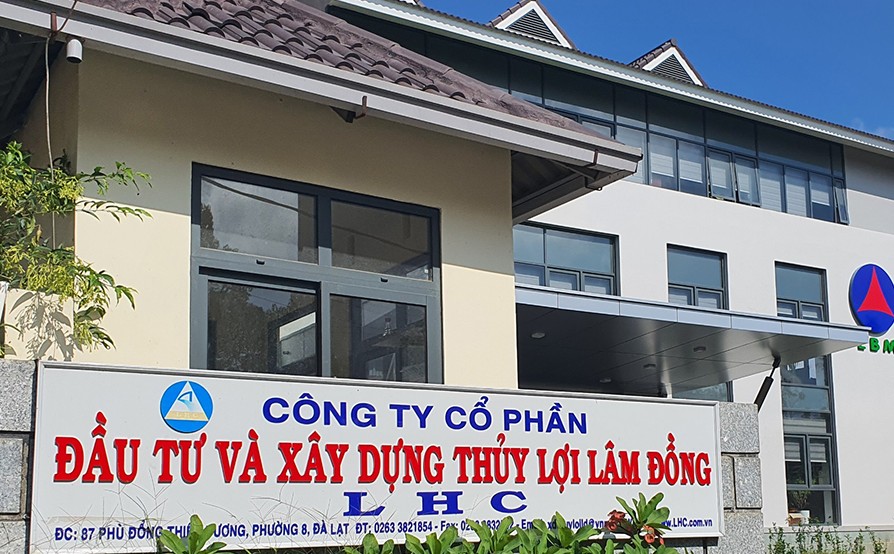 CÔNG TY CỔ PHẦN
ĐẦU TƯ VÀ XÂY DỰNG THỦY LỢI LÂM ĐỒNG
LHC
ĐC: 87 PHÙ ĐỔNG THIÊN VƯƠNG, PHƯỜNG 8, ĐÀ LẠT ĐT: 0263 3821854 - Fax: www.LHC.com.vn